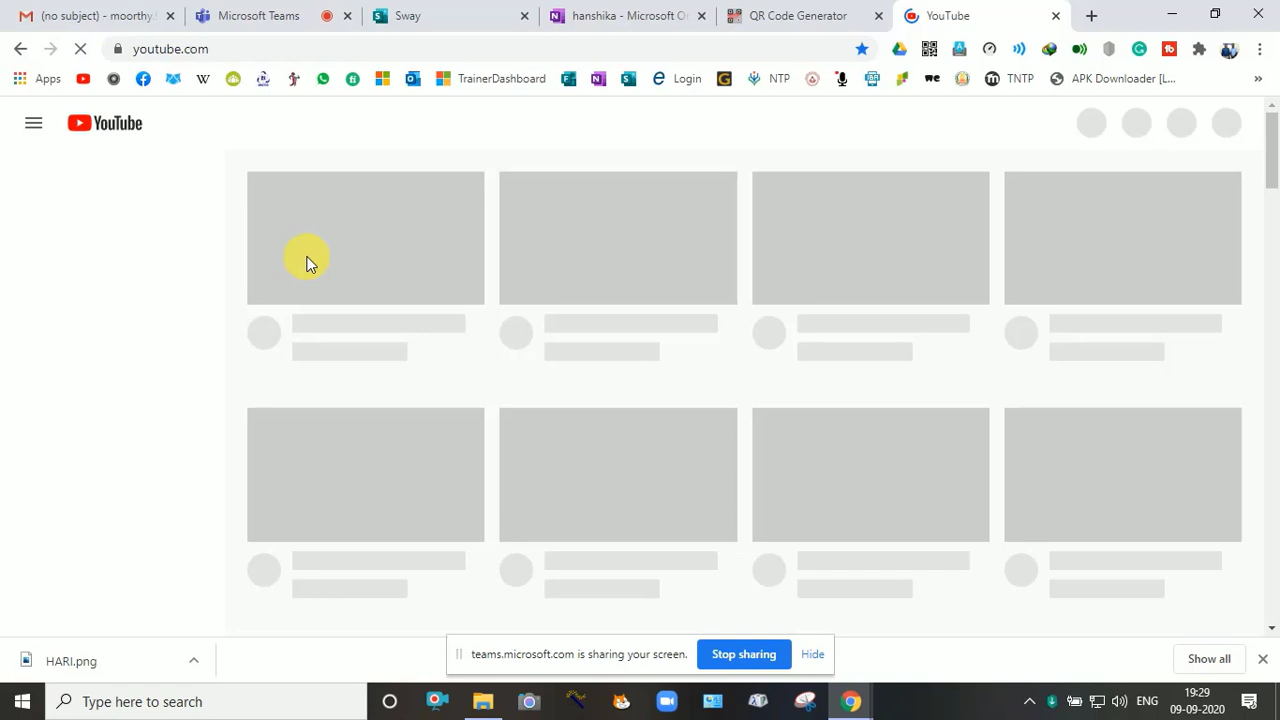 (no subject) - moorthy.
Microsoft Teams
Sway
hanshika - Microsoft O
QR Code Generator
YouTube
youtube.com
Apps
TrainerDashboard
Login
NTP
TNTP
APK Downloader [L...
YouTube
HARI.png
teams.microsoft.com is sharing your screen.
Stop sharing
Hide
Show all
Type here to search
ENG
19:29
09-09-2020